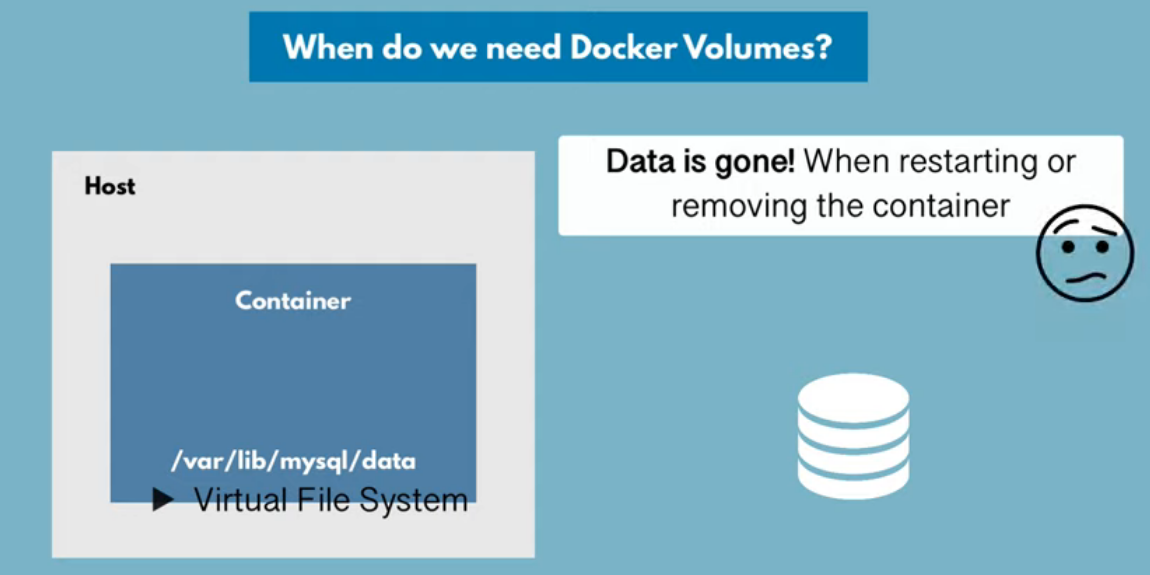 When do we need Docker Volumes?
Host
Container
/var/lib/mysql/data
► Virtual File System
Data is gone! When restarting or
removing the container